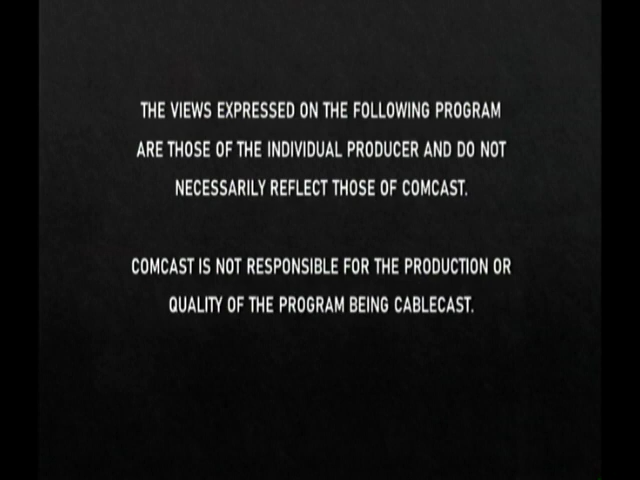 THE VIEWS EXPRESSED ON THE FOLLOWING PROGRAM
ARE THOSE OF THE INDIVIDUAL PRODUCER AND DO NOT
NECESSARILY REFLECT THOSE OF COMCAST.
COMCAST IS NOT RESPONSIBLE FOR THE PRODUCTION OR
QUALITY OF THE PROGRAM BEING CABLECAST.